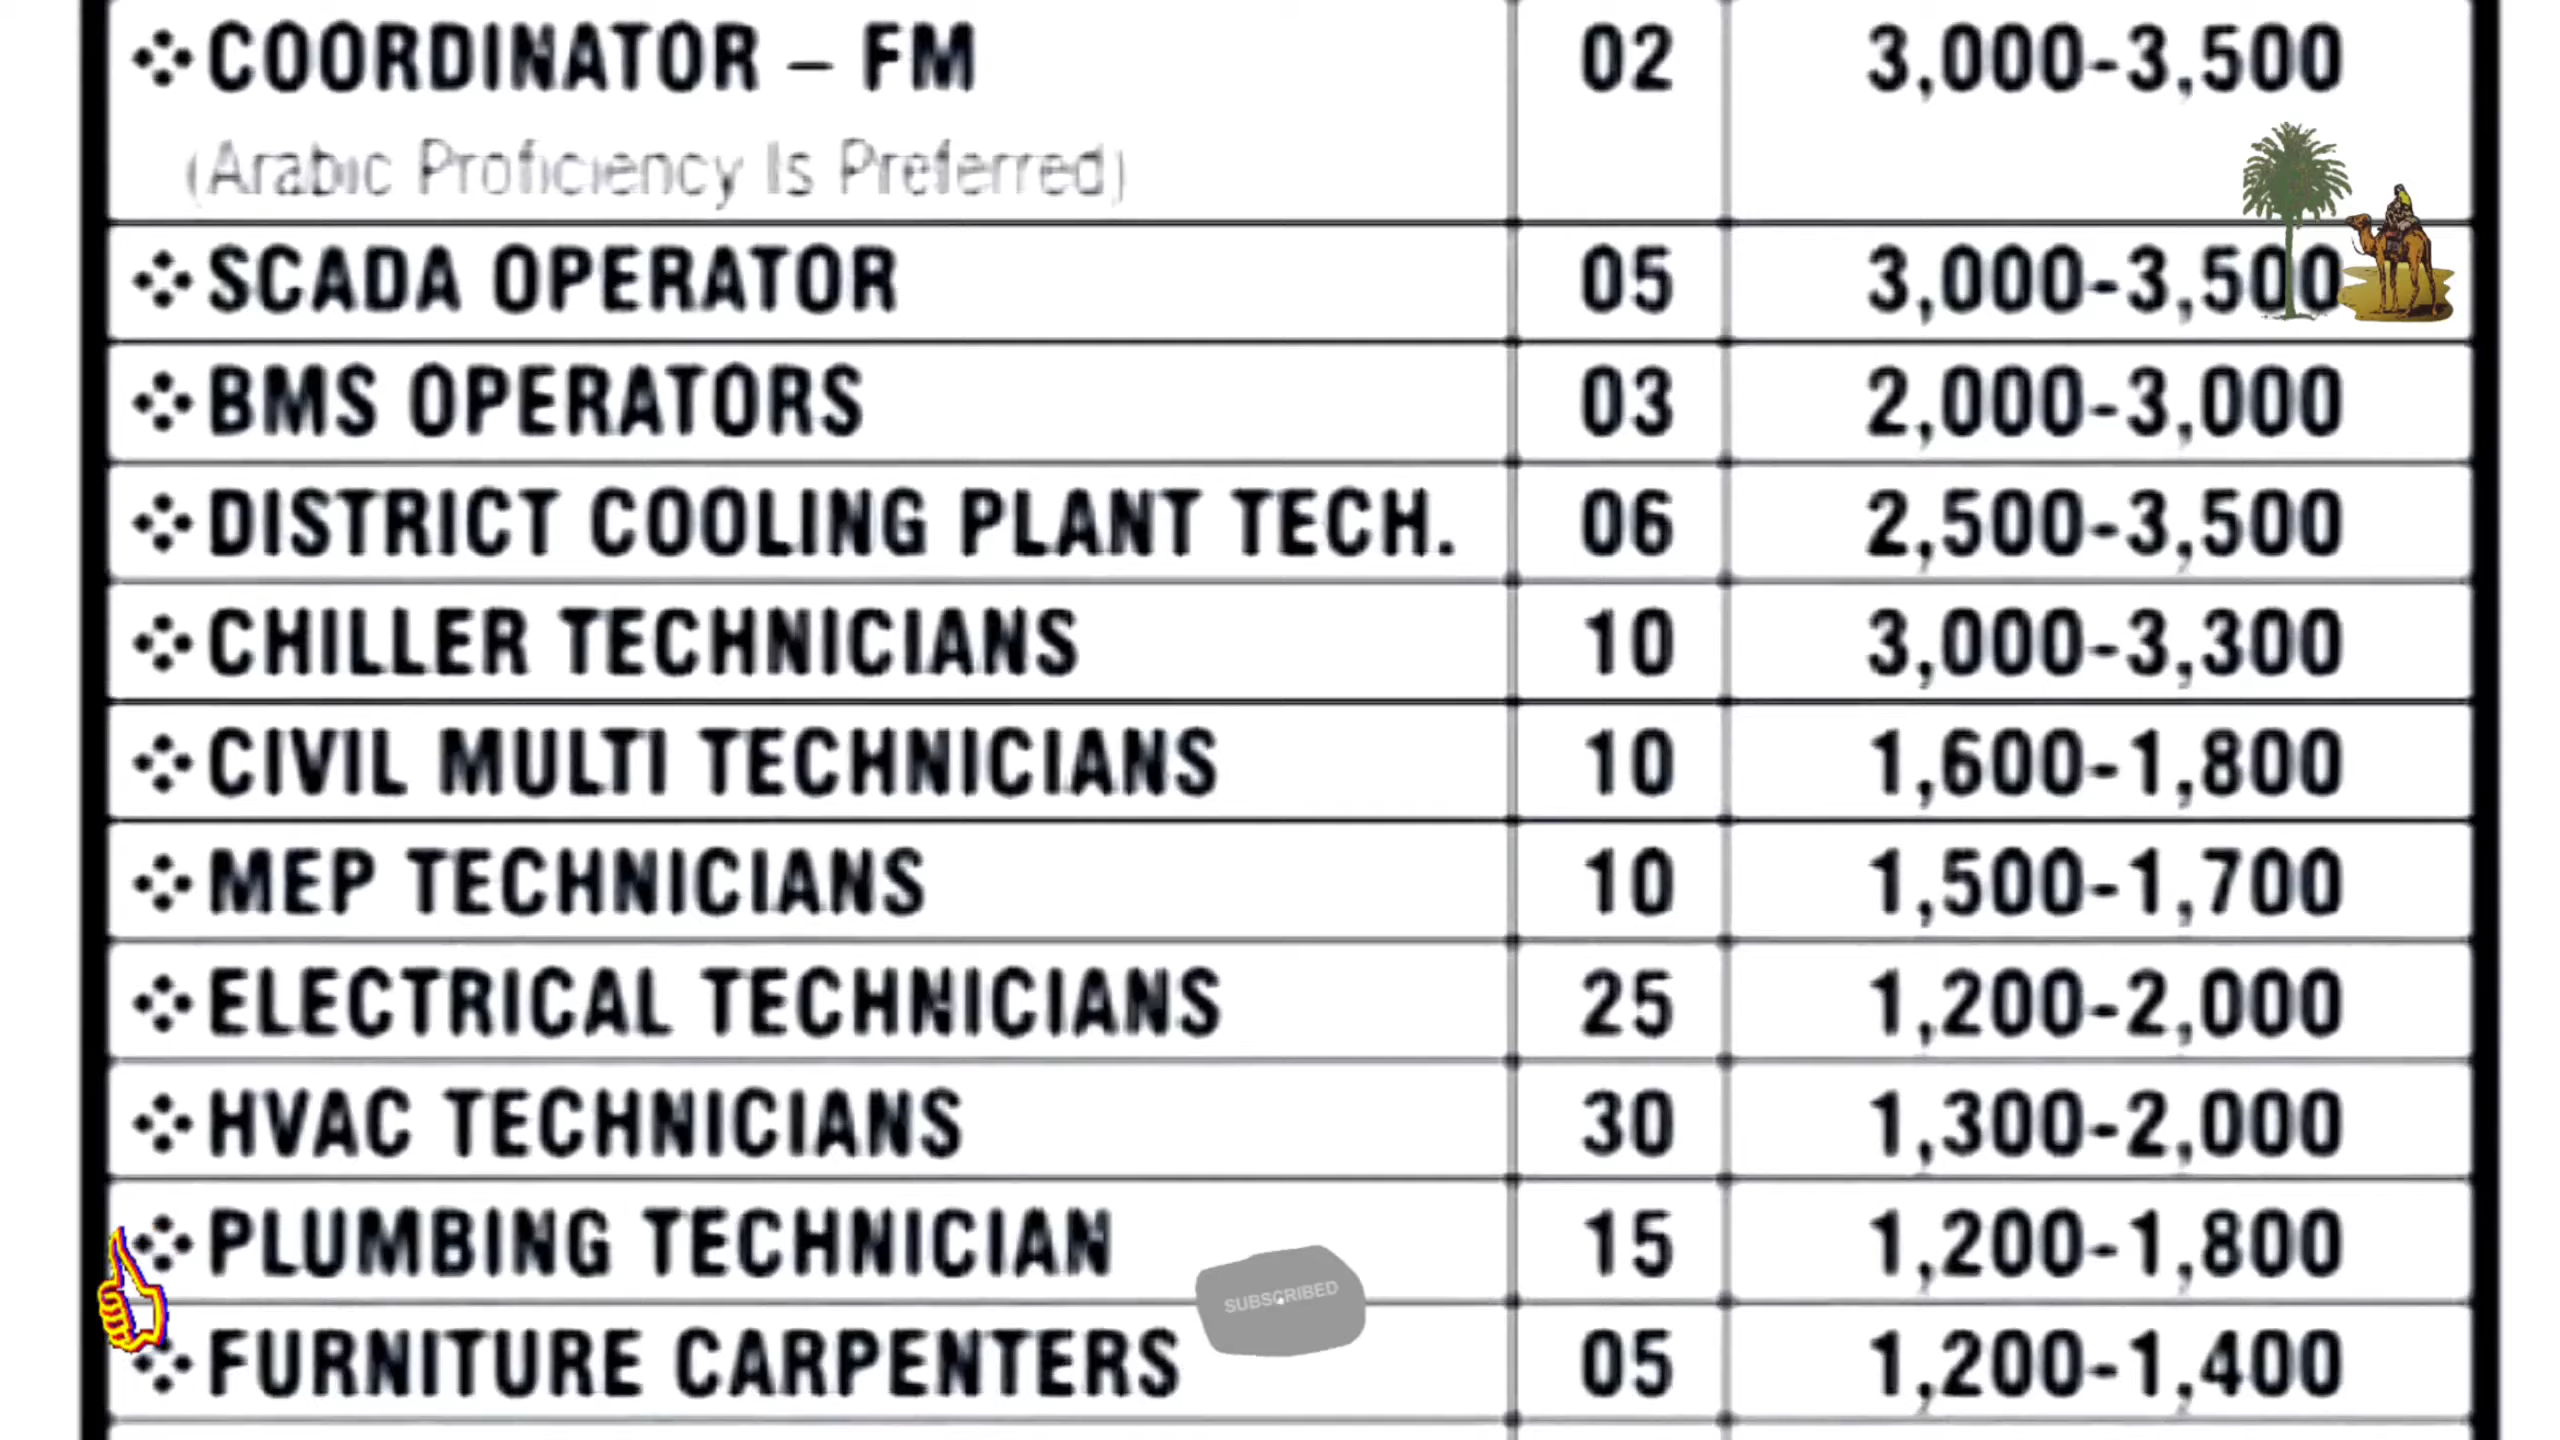 ❖ COORDINATOR – FM 02 3,000-3,500
(Arabic Proficiency Is Preferred)
❖ SCADA OPERATOR 05 3,000-3,500
❖ BMS OPERATORS 03 2,000-3,000
❖ DISTRICT COOLING PLANT TECH. 06 2,500-3,500
❖ CHILLER TECHNICIANS 10 3,000-3,300
❖ CIVIL MULTI TECHNICIANS 10 1,600-1,800
❖ MEP TECHNICIANS 10 1,500-1,700
❖ ELECTRICAL TECHNICIANS 25 1,200-2,000
❖ HVAC TECHNICIANS 30 1,300-2,000
❖ PLUMBING TECHNICIAN 15 1,200-1,800
SUBSCRIBED
❖ FURNITURE CARPENTERS 05 1,200-1,400